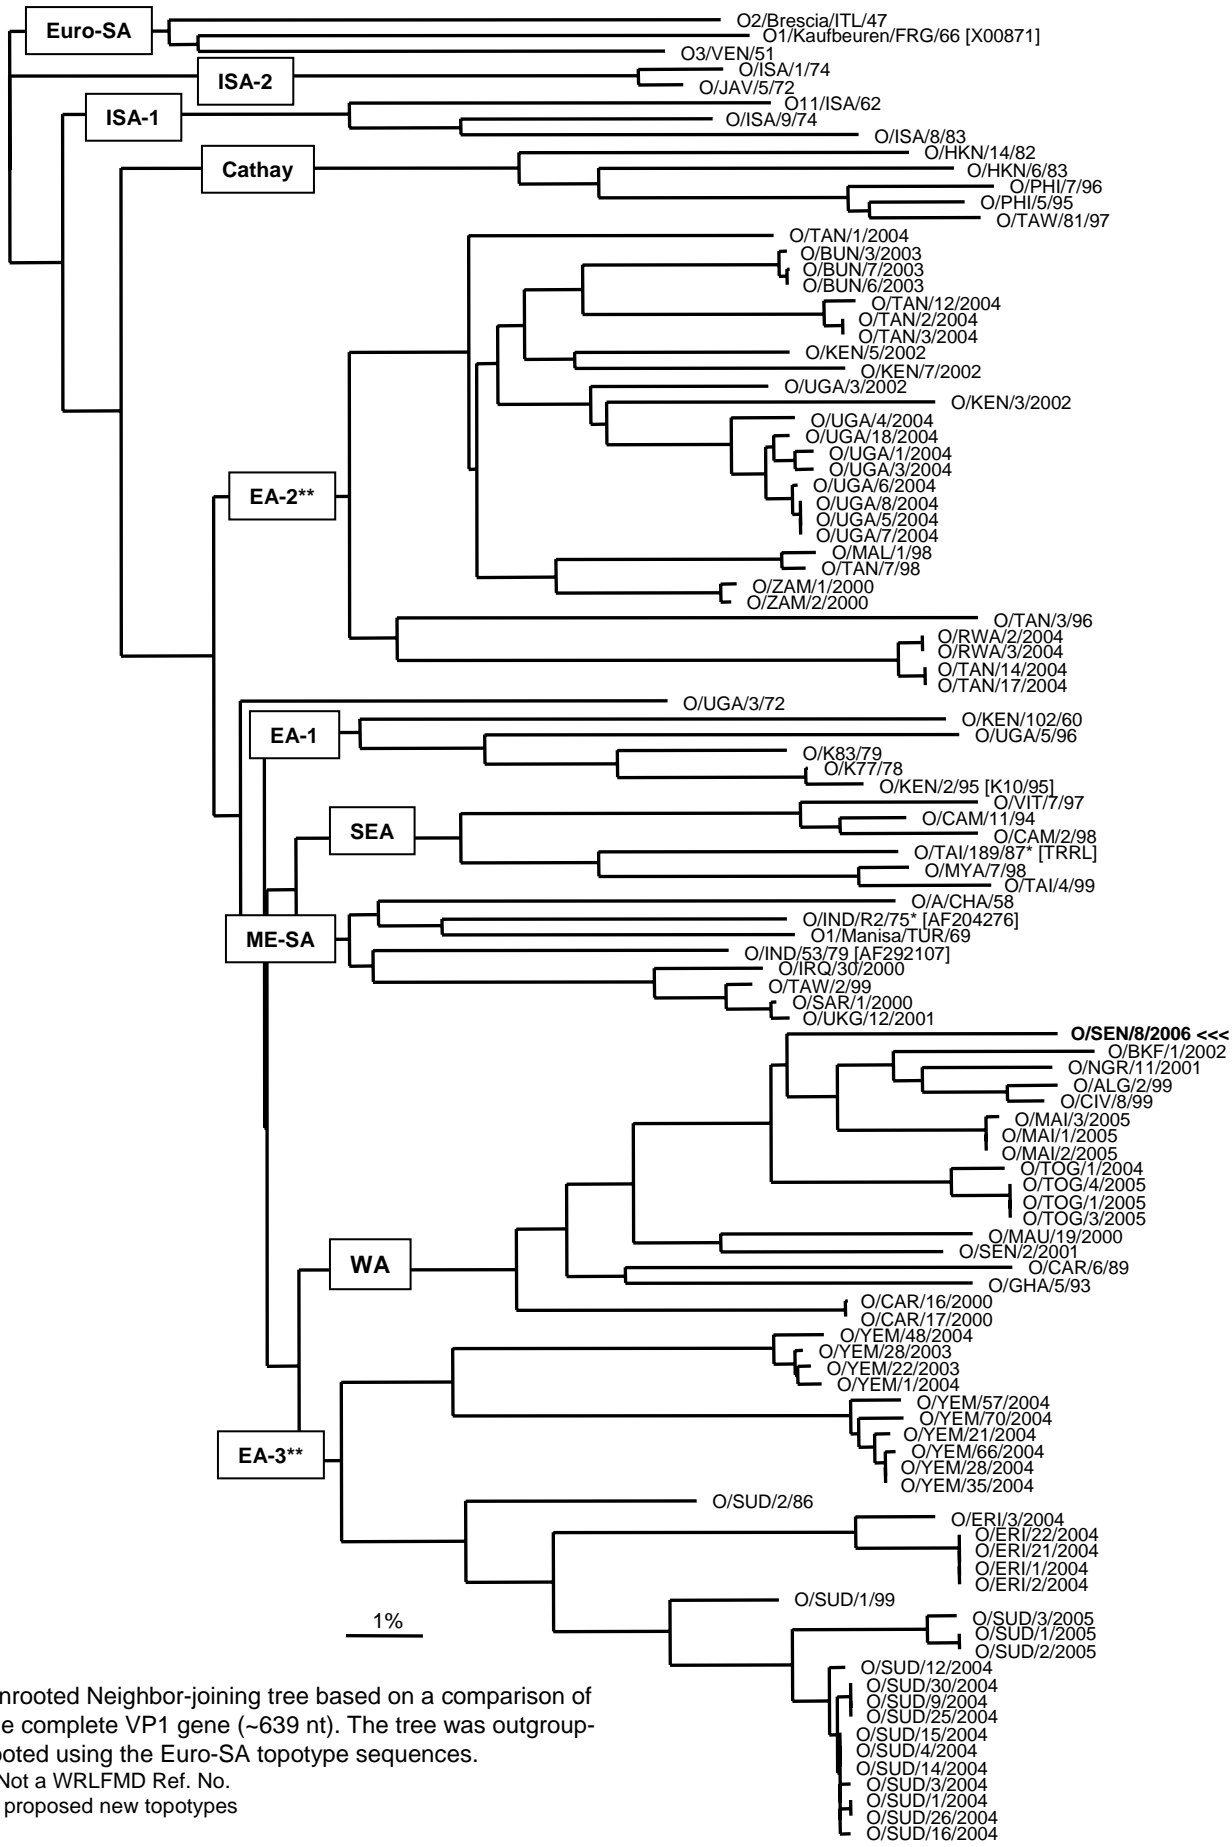 Euro-SA
O2/Brescia/ITL/47
O1/Kaufbeuren/FRG/66 [X00871]
O3/VEN/51
ISA-2
O/ISA/1/74
O/JAV/5/72
ISA-1
O11/ISA/62
O/ISA/9/74
O/ISA/8/83
Cathay
O/HKN/14/82
O/HKN/6/83
O/PHI/7/96
O/PHI/5/95
O/TAW/81/97
O/TAN/1/2004
O/BUN/3/2003
O/BUN/7/2003
O/BUN/6/2003
O/TAN/12/2004
O/TAN/2/2004
O/TAN/3/2004
O/KEN/5/2002
O/KEN/7/2002
O/UGA/3/2002
O/KEN/3/2002
O/UGA/4/2004
O/UGA/18/2004
O/UGA/1/2004
O/UGA/3/2004
EA-2**
O/UGA/6/2004
O/UGA/8/2004
O/UGA/5/2004
O/UGA/7/2004
O/MAL/1/98
O/TAN/7/98
O/ZAM/1/2000
O/ZAM/2/2000
O/TAN/3/96
O/RWA/2/2004
O/RWA/3/2004
O/TAN/14/2004
O/TAN/17/2004
O/UGA/3/72
EA-1
O/KEN/102/60
O/UGA/5/96
O/K83/79
O/K77/78
O/KEN/2/95 [K10/95]
SEA
O/VIT/7/97
O/CAM/11/94
O/CAM/2/98
O/TAI/189/87* [TRRL]
O/MYA/7/98
O/TAI/4/99
ME-SA
O/A/CHA/58
O/IND/R2/75* [AF204276]
O1/Manisa/TUR/69
O/IND/53/79 [AF292107]
O/IRQ/30/2000
O/TAW/2/99
O/SAR/1/2000
O/UKG/12/2001
O/SEN/8/2006 <<<
O/BKF/1/2002
O/NGR/11/2001
O/ALG/2/99
O/CIV/8/99
O/MAI/3/2005
O/MAI/1/2005
O/MAI/2/2005
O/TOG/1/2004
O/TOG/4/2005
O/TOG/1/2005
O/TOG/3/2005
O/MAU/19/2000
O/SEN/2/2001
WA
O/CAR/6/89
O/GHA/5/93
O/CAR/16/2000
O/CAR/17/2000
O/YEM/48/2004
O/YEM/28/2003
O/YEM/22/2003
O/YEM/1/2004
O/YEM/57/2004
O/YEM/70/2004
O/YEM/21/2004
EA-3**
O/YEM/66/2004
O/YEM/28/2004
O/YEM/35/2004
O/SUD/2/86
O/ERI/3/2004
O/ERI/22/2004
O/ERI/21/2004
O/ERI/1/2004
O/ERI/2/2004
O/SUD/1/99
1%
O/SUD/3/2005
O/SUD/1/2005
O/SUD/2/2005
O/SUD/12/2004
O/SUD/30/2004
O/SUD/9/2004
O/SUD/25/2004
O/SUD/15/2004
O/SUD/4/2004
O/SUD/14/2004
O/SUD/3/2004
O/SUD/1/2004
O/SUD/26/2004
O/SUD/16/2004
nrooted Neighbor-joining tree based on a comparison of
e complete VP1 gene (~639 nt). The tree was outgroup-
oted using the Euro-SA topotype sequences.
Not a WRLFMD Ref. No.
proposed new topotypes